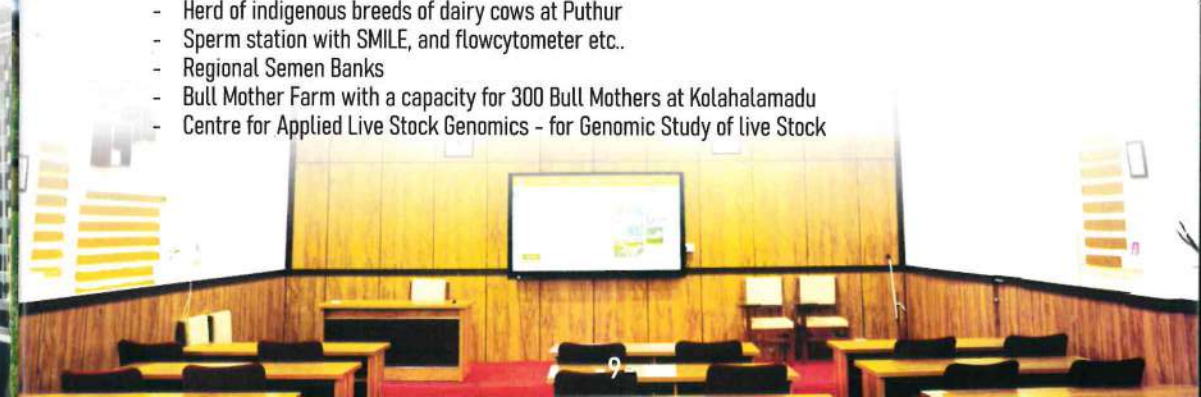 - Herd of indigenous breeds of dairy cows at Puthur
- Sperm station with SMILE, and flowcytometer etc..
- Regional Semen Banks
- Bull Mother Farm with a capacity for 300 Bull Mothers at Kolahalamadu
- Centre for Applied Live Stock Genomics - for Genomic Study of live Stock
-9-